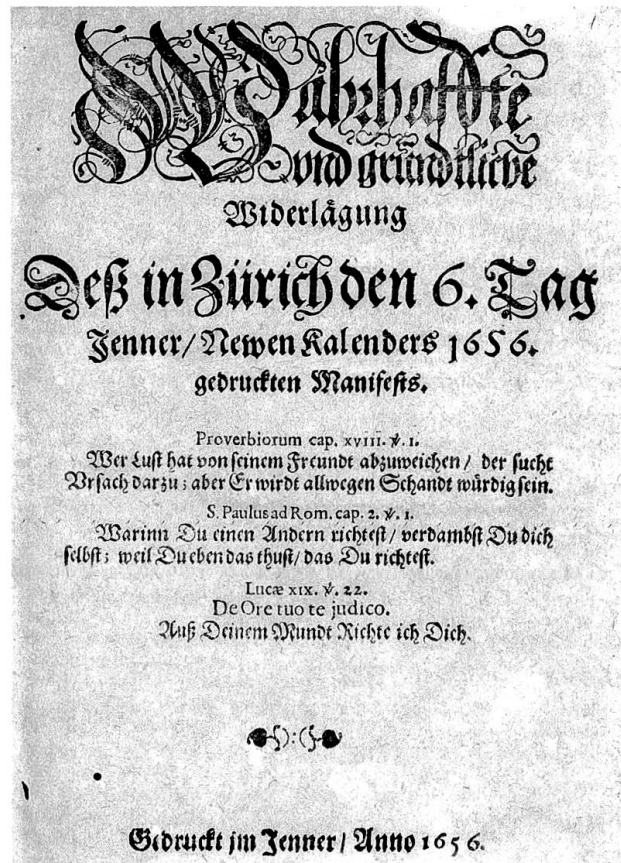 Wahrhaffte
vnd gründtliche
Widerlägung
Deß in Zürich den 6. Tag
Jenner/ Newen Kalenders 1656.
gedruckten Manifests.
Proverbiorum cap. XVIII. ℣. 1.
Wer Lust hat von seinem Freundt abzuweichen/ der sucht
Vrsach darzu; aber Er wirdt allwegen Schandt würdig sein.
S. Paulus ad Rom. cap. 2. ℣. 1.
Warinn Du einen Andern richtest/ verdambst Du dich
selbst; weil Du eben das thust/ das Du richtest.
Lucæ XIX. ℣. 22.
De Ore tuo te judico.
Auß Deinem Mundt Richte ich Dich.
Gedruckt jm Jenner/ Anno 1656.